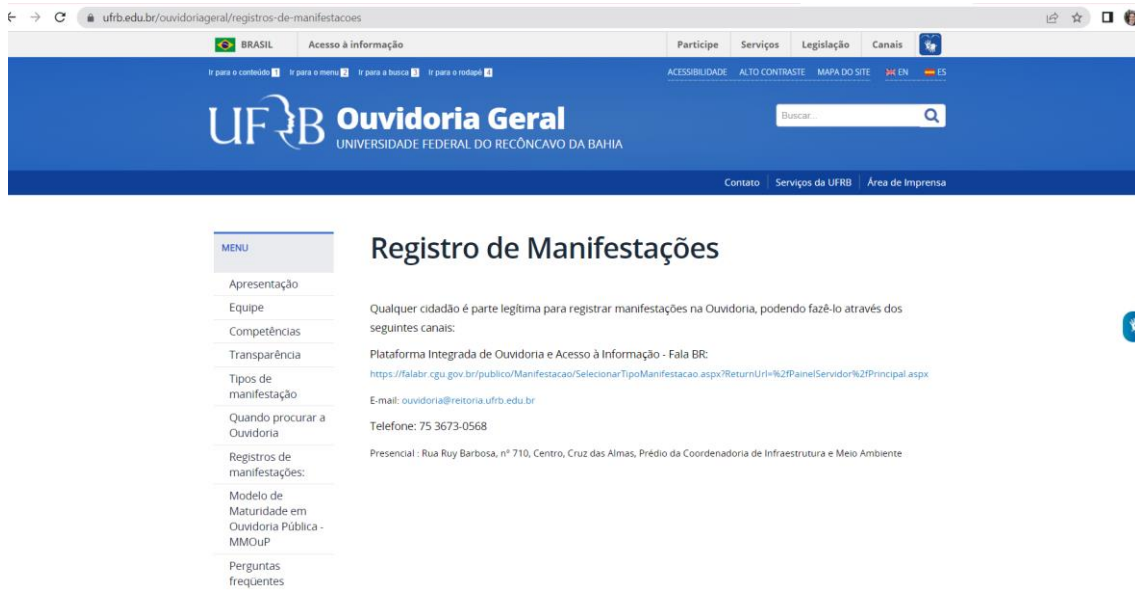 ufrb.edu.br/ouvidoriageral/registros-de-manifestacoes
BRASIL Acesso à informação Participe Serviços Legislação Canais
Ir para o conteúdo 1 Ir para o menu 2 Ir para a busca 3 Ir para o rodapé 4 ACESSIBILIDADE ALTO CONTRASTE MAPA DO SITE EN ES
UFRB Ouvidoria Geral
UNIVERSIDADE FEDERAL DO RECÔNCAVO DA BAHIA
Buscar...
Contato Serviços da UFRB Área de Imprensa
MENU
Apresentação
Equipe
Competências
Transparência
Tipos de
manifestação
Quando procurar a
Ouvidoria
Registros de
manifestações:
Modelo de
Maturidade em
Ouvidoria Pública -
MMOuP
Perguntas
freqüentes
Registro de Manifestações
Qualquer cidadão é parte legítima para registrar manifestações na Ouvidoria, podendo fazê-lo através dos
seguintes canais:
Plataforma Integrada de Ouvidoria e Acesso à Informação - Fala BR:
https://falabr.cgu.gov.br/publico/Manifestacao/SelecionarTipoManifestacao.aspx?ReturnUrl=%2fPainelServidor%2fPrincipal.aspx
E-mail: ouvidoria@reitoria.ufrb.edu.br
Telefone: 75 3673-0568
Presencial : Rua Ruy Barbosa, nº 710, Centro, Cruz das Almas, Prédio da Coordenadoria de Infraestrutura e Meio Ambiente